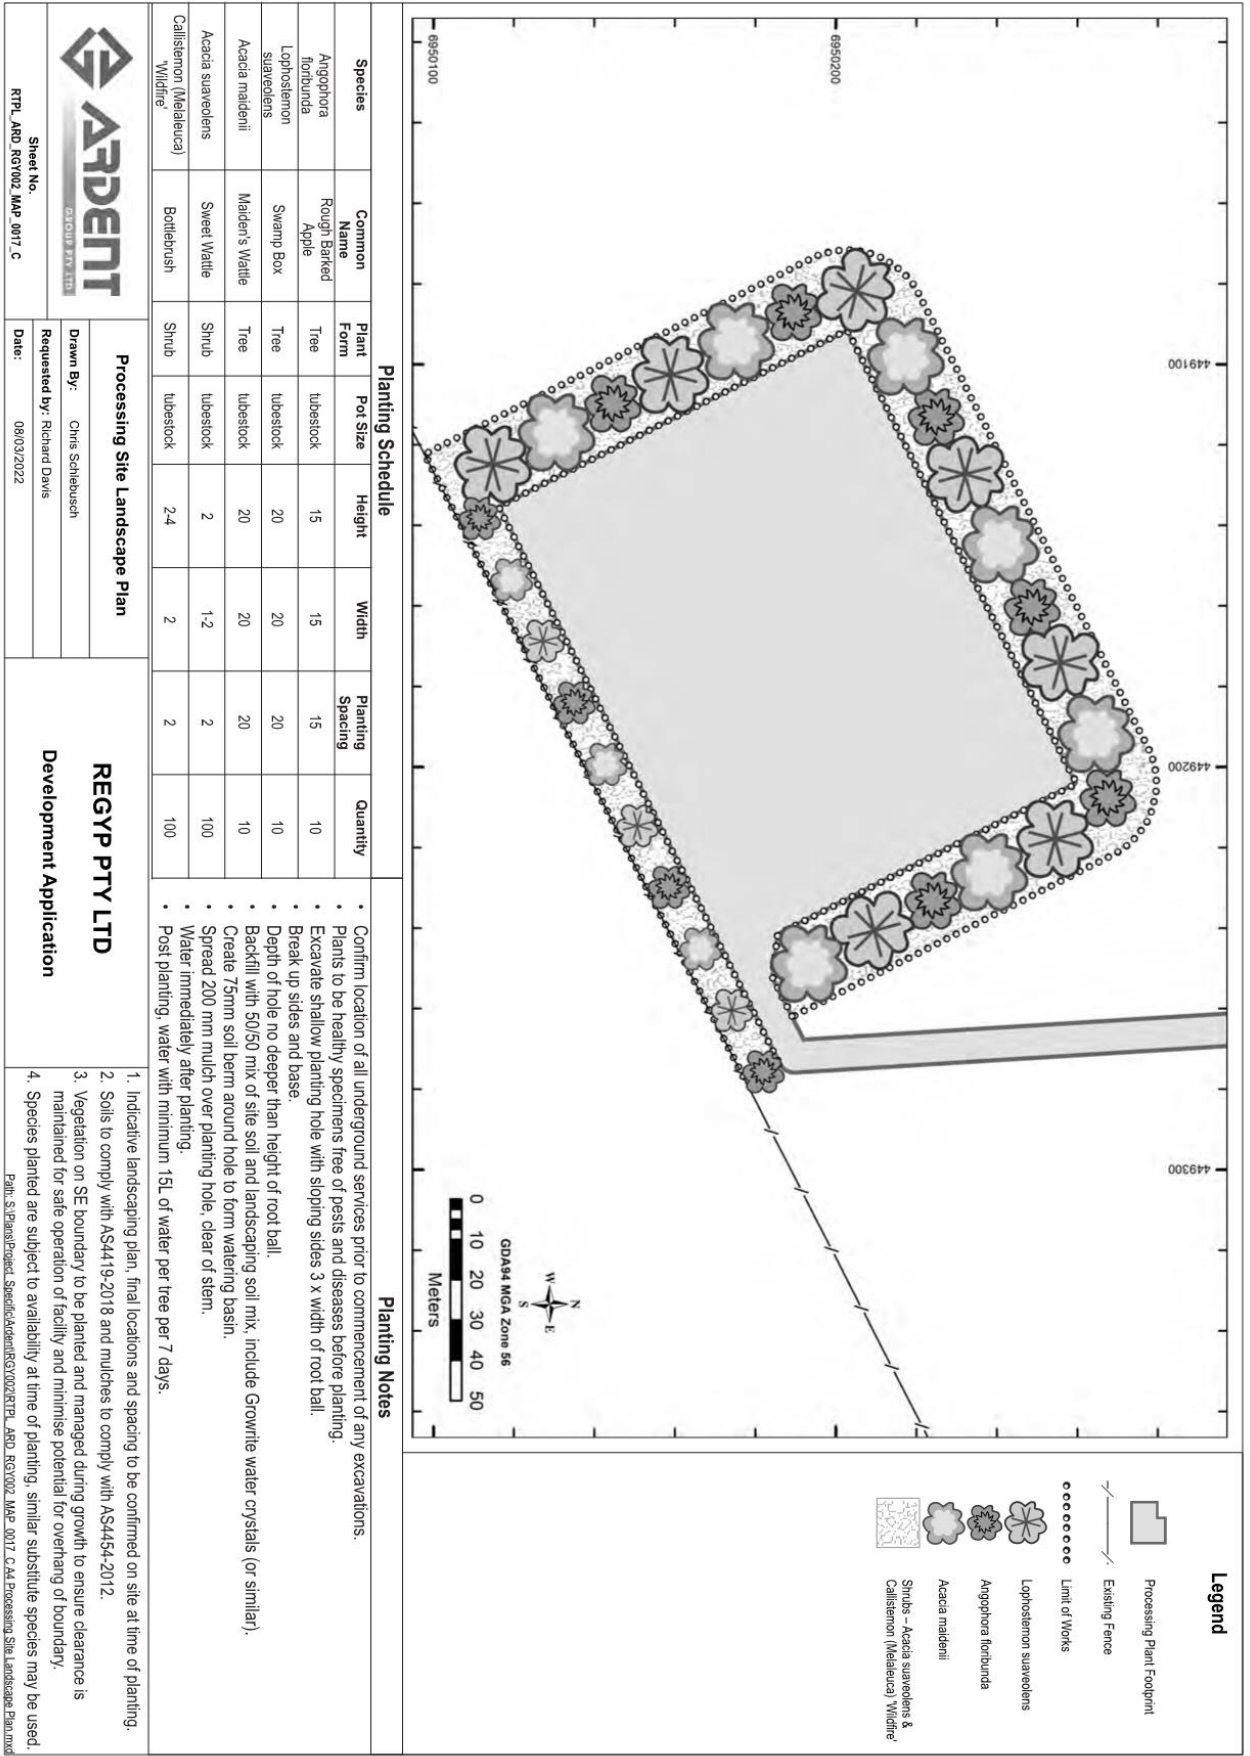 6950200
6950100
449100
449200
449300
N
W
E
S
GDA94 MGA Zone 56
0 10 20 30 40 50
Meters
Legend
Processing Plant Footprint
Existing Fence
Limit of Works
Lophostemon suaveolens
Angophora floribunda
Acacia maidenii
Shrubs – Acacia suaveolens &
Callistemon (Melaleuca) 'Wildfire'
Planting Schedule
Species Common Name Plant Form Pot Size Height Width Planting Spacing Quantity
Angophora floribunda Rough Barked Apple Tree tubestock 15 15 15 10
Lophostemon suaveolens Swamp Box Tree tubestock 20 20 20 10
Acacia maidenii Maiden's Wattle Tree tubestock 20 20 20 10
Acacia suaveolens Sweet Wattle Shrub tubestock 2 1-2 2 100
Callistemon (Melaleuca) 'Wildfire' Bottlebrush Shrub tubestock 2-4 2 2 100
Planting Notes
• Confirm location of all underground services prior to commencement of any excavations.
• Plants to be healthy specimens free of pests and diseases before planting.
• Excavate shallow planting hole with sloping sides 3 x width of root ball.
• Break up sides and base.
• Depth of hole no deeper than height of root ball.
• Backfill with 50/50 mix of site soil and landscaping soil mix, include Growrite water crystals (or similar).
• Create 75mm soil berm around hole to form watering basin.
• Spread 200 mm mulch over planting hole, clear of stem.
• Water immediately after planting.
• Post planting, water with minimum 15L of water per tree per 7 days.
ARDENT
GROUP PTY LTD
Sheet No.
RTPL_ARD_RGY002_MAP_0017_C
Processing Site Landscape Plan
Drawn By: Chris Schlebusch
Requested by: Richard Davis
Date: 08/03/2022
REGYP PTY LTD
Development Application
1. Indicative landscaping plan, final locations and spacing to be confirmed on site at time of planting.
2. Soils to comply with AS4419-2018 and mulches to comply with AS4454-2012.
3. Vegetation on SE boundary to be planted and managed during growth to ensure clearance is
maintained for safe operation of facility and minimise potential for overhang of boundary.
4. Species planted are subject to availability at time of planting, similar substitute species may be used.
Path: S:\Plans\Project_Specific\Ardent\RGY002\RTPL_ARD_RGY002_MAP_0017_C A4 Processing Site Landscape Plan.mxd